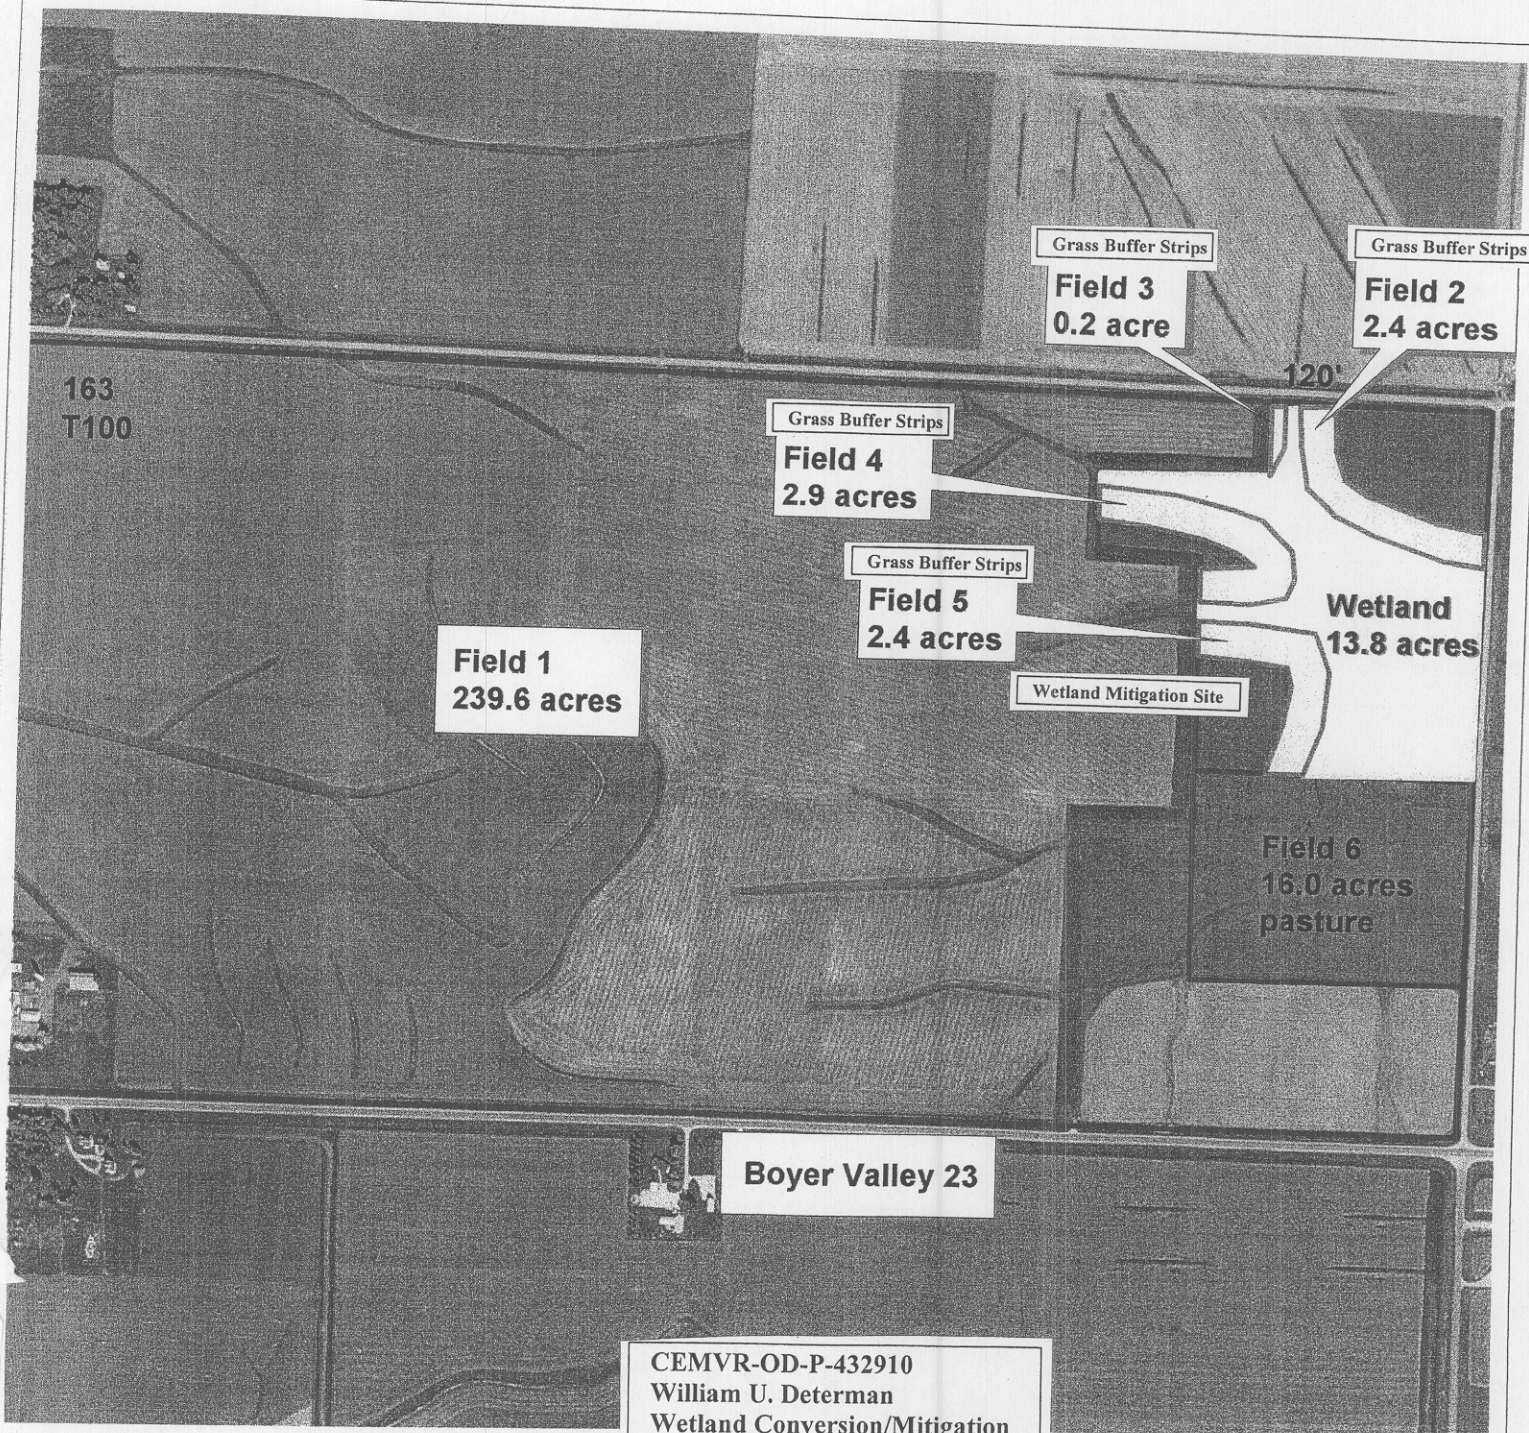 Grass Buffer Strips
Field 3
0.2 acre
Grass Buffer Strips
Field 2
2.4 acres
120'
163
T100
Grass Buffer Strips
Field 4
2.9 acres
Grass Buffer Strips
Field 5
2.4 acres
Wetland
13.8 acres
Field 1
239.6 acres
Wetland Mitigation Site
Field 6
16.0 acres
pasture
Boyer Valley 23
CEMVR-OD-P-432910
William U. Determan
Wetland Conversion/Mitigation